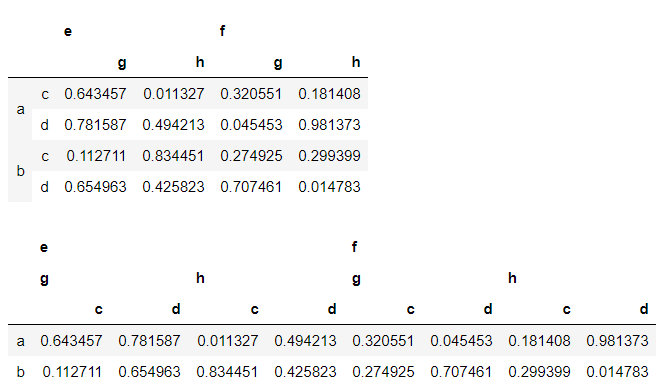 e f
g h g h
a c 0.643457 0.011327 0.320551 0.181408
d 0.781587 0.494213 0.045453 0.981373
b c 0.112711 0.834451 0.274925 0.299399
d 0.654963 0.425823 0.707461 0.014783
e f
g h g h
c d c d c d c d
a 0.643457 0.781587 0.011327 0.494213 0.320551 0.045453 0.181408 0.981373
b 0.112711 0.654963 0.834451 0.425823 0.274925 0.707461 0.299399 0.014783